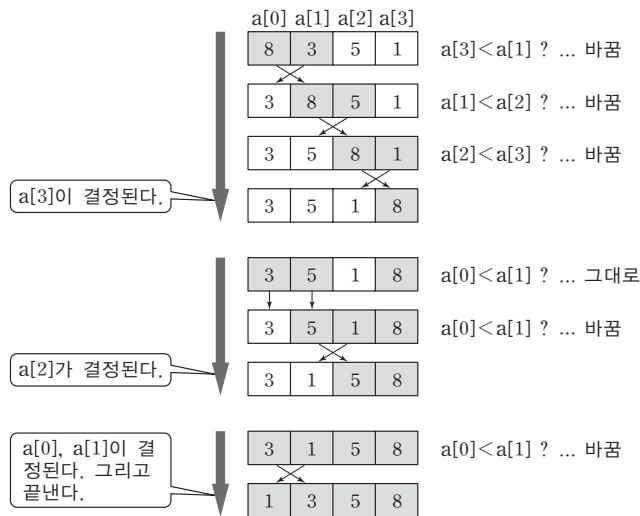 a[0] a[1] a[2] a[3]
8 3 5 1 a[3]<a[1] ? ... 바꿈
3 8 5 1 a[1]<a[2] ? ... 바꿈
3 5 8 1 a[2]<a[3] ? ... 바꿈
a[3]이 결정된다.
3 5 1 8
3 5 1 8 a[0]<a[1] ? ... 그대로
3 5 1 8 a[0]<a[1] ? ... 바꿈
a[2]가 결정된다.
3 1 5 8
a[0], a[1]이 결
정된다. 그리고
끝낸다.
3 1 5 8 a[0]<a[1] ? ... 바꿈
1 3 5 8